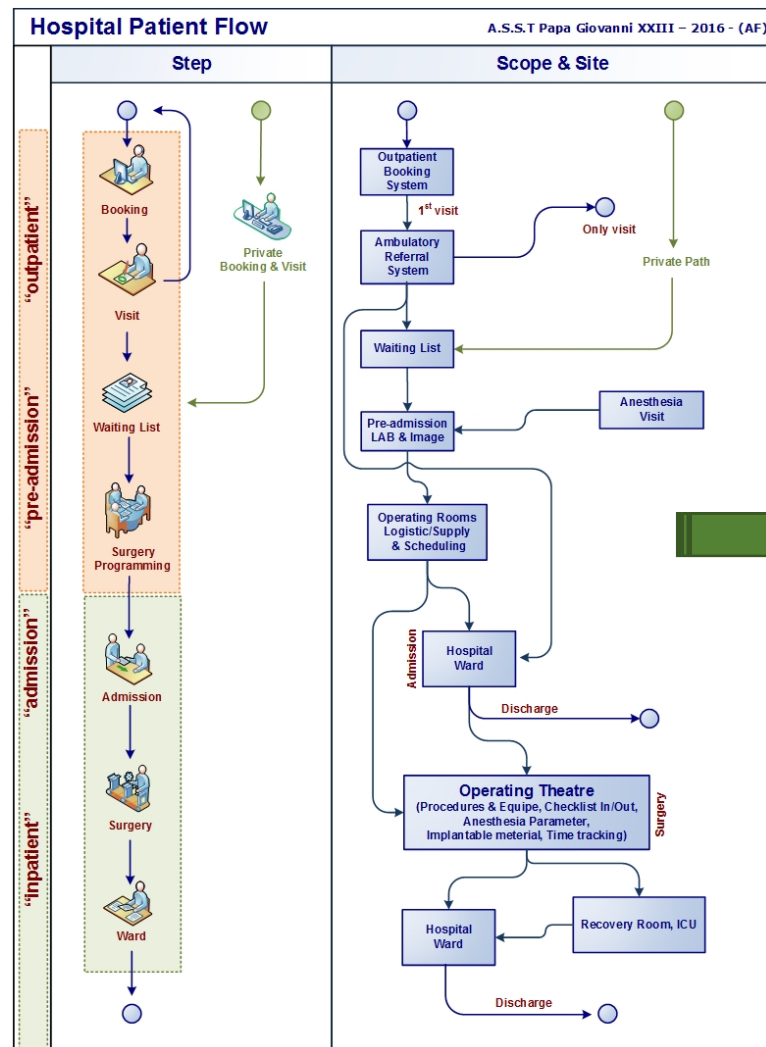 Hospital Patient Flow
A.S.S.T Papa Giovanni XXIII – 2016 - (AF)
Step
Scope & Site
"outpatient"
"pre-admission"
"admission"
"inpatient"
Booking
Visit
Private
Booking & Visit
Waiting List
Surgery
Programming
Admission
Surgery
Ward
Outpatient
Booking
System
1st visit
Ambulatory
Referral
System
Only visit
Private Path
Waiting List
Anesthesia
Visit
Pre-admission
LAB & Image
Operating Rooms
Logistic/Supply
& Scheduling
Admission
Hospital
Ward
Discharge
Operating Theatre
(Procedures & Equipe, Checklist In/Out,
Anesthesia Parameter,
Implantable meterial, Time tracking)
Surgery
Hospital
Ward
Recovery Room, ICU
Discharge